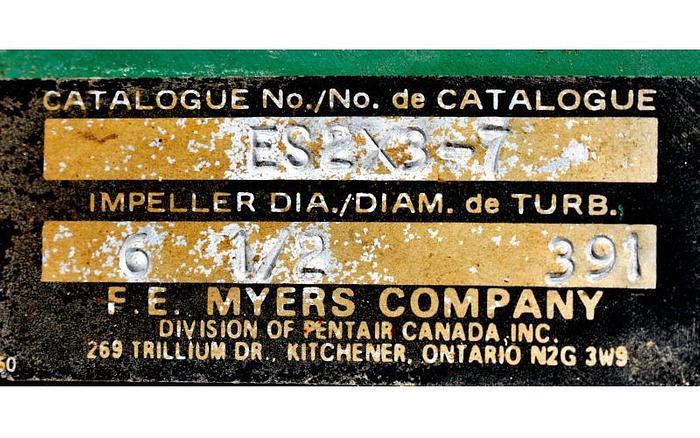 CATALOGUE No./No. de CATALOGUE
ES2X3-7
IMPELLER DIA./DIAM. de TURB.
6 1/2 391
F.E. MYERS COMPANY
DIVISION OF PENTAIR CANADA, INC.
269 TRILLIUM DR., KITCHENER, ONTARIO N2G 3W9